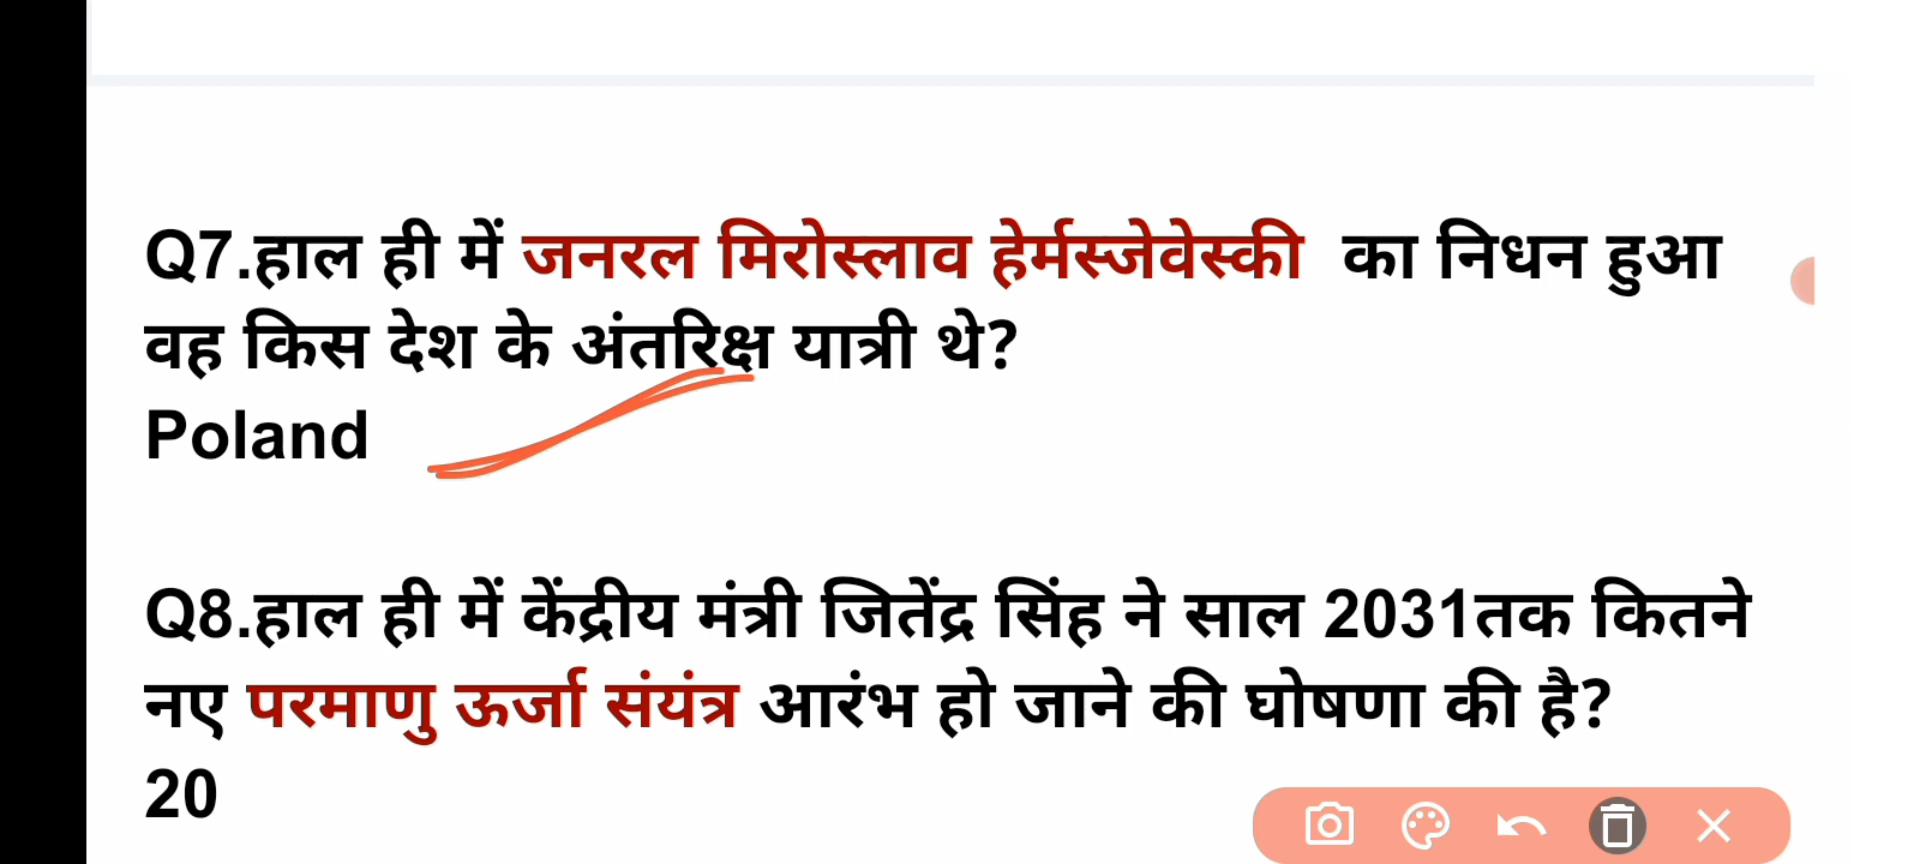 Q7.हाल ही में जनरल मिरोस्लाव हेर्मस्जेवेस्की का निधन हुआ
वह किस देश के अंतरिक्ष यात्री थे?
Poland
Q8.हाल ही में केंद्रीय मंत्री जितेंद्र सिंह ने साल 2031तक कितने
नए परमाणु ऊर्जा संयंत्र आरंभ हो जाने की घोषणा की है?
20